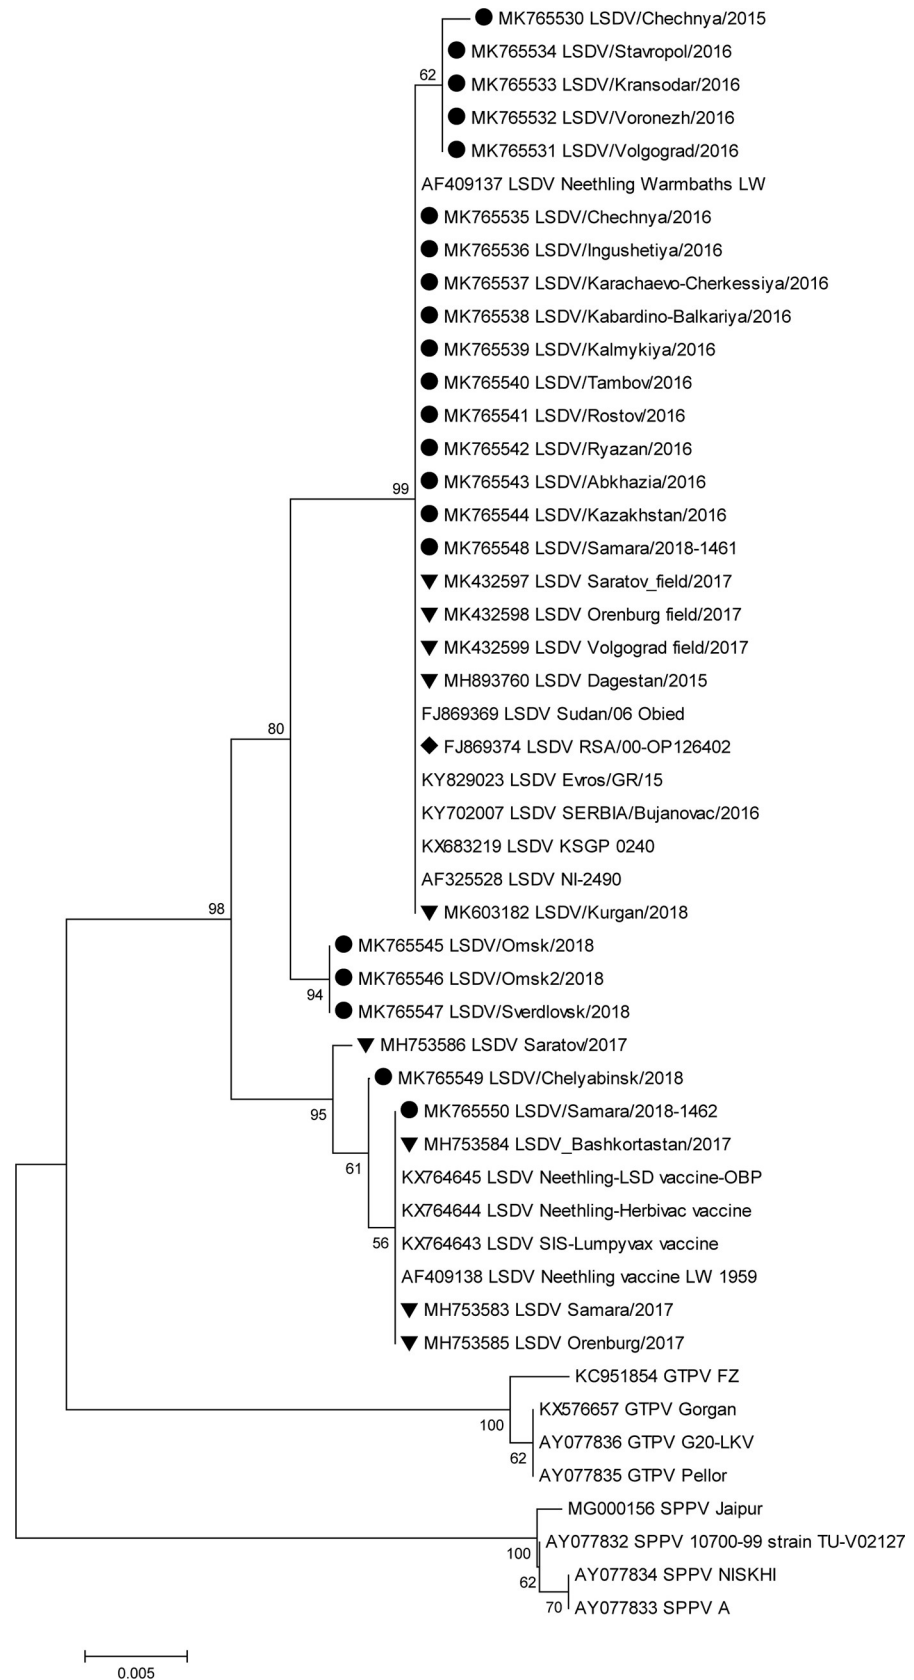 MK765530 LSDV/Chechnya/2015
MK765534 LSDV/Stavropol/2016
62
MK765533 LSDV/Kransodar/2016
MK765532 LSDV/Voronezh/2016
MK765531 LSDV/Volgograd/2016
AF409137 LSDV Neethling Warmbaths LW
MK765535 LSDV/Chechnya/2016
MK765536 LSDV/Ingushetiya/2016
MK765537 LSDV/Karachaevo-Cherkessiya/2016
MK765538 LSDV/Kabardino-Balkariya/2016
MK765539 LSDV/Kalmykiya/2016
MK765540 LSDV/Tambov/2016
MK765541 LSDV/Rostov/2016
MK765542 LSDV/Ryazan/2016
MK765543 LSDV/Abkhazia/2016
99
MK765544 LSDV/Kazakhstan/2016
MK765548 LSDV/Samara/2018-1461
MK432597 LSDV Saratov_field/2017
MK432598 LSDV Orenburg field/2017
MK432599 LSDV Volgograd field/2017
MH893760 LSDV Dagestan/2015
FJ869369 LSDV Sudan/06 Obied
80
FJ869374 LSDV RSA/00-OP126402
KY829023 LSDV Evros/GR/15
KY702007 LSDV SERBIA/Bujanovac/2016
KX683219 LSDV KSGP 0240
AF325528 LSDV NI-2490
98
MK603182 LSDV/Kurgan/2018
MK765545 LSDV/Omsk/2018
MK765546 LSDV/Omsk2/2018
94
MK765547 LSDV/Sverdlovsk/2018
MH753586 LSDV Saratov/2017
MK765549 LSDV/Chelyabinsk/2018
95
MK765550 LSDV/Samara/2018-1462
MH753584 LSDV_Bashkortastan/2017
61
KX764645 LSDV Neethling-LSD vaccine-OBP
KX764644 LSDV Neethling-Herbivac vaccine
56
KX764643 LSDV SIS-Lumpyvax vaccine
AF409138 LSDV Neethling vaccine LW 1959
MH753583 LSDV Samara/2017
MH753585 LSDV Orenburg/2017
KC951854 GTPV FZ
KX576657 GTPV Gorgan
100
AY077836 GTPV G20-LKV
62
AY077835 GTPV Pellor
MG000156 SPPV Jaipur
AY077832 SPPV 10700-99 strain TU-V02127
100
AY077834 SPPV NISKHI
62
AY077833 SPPV A
70
0.005